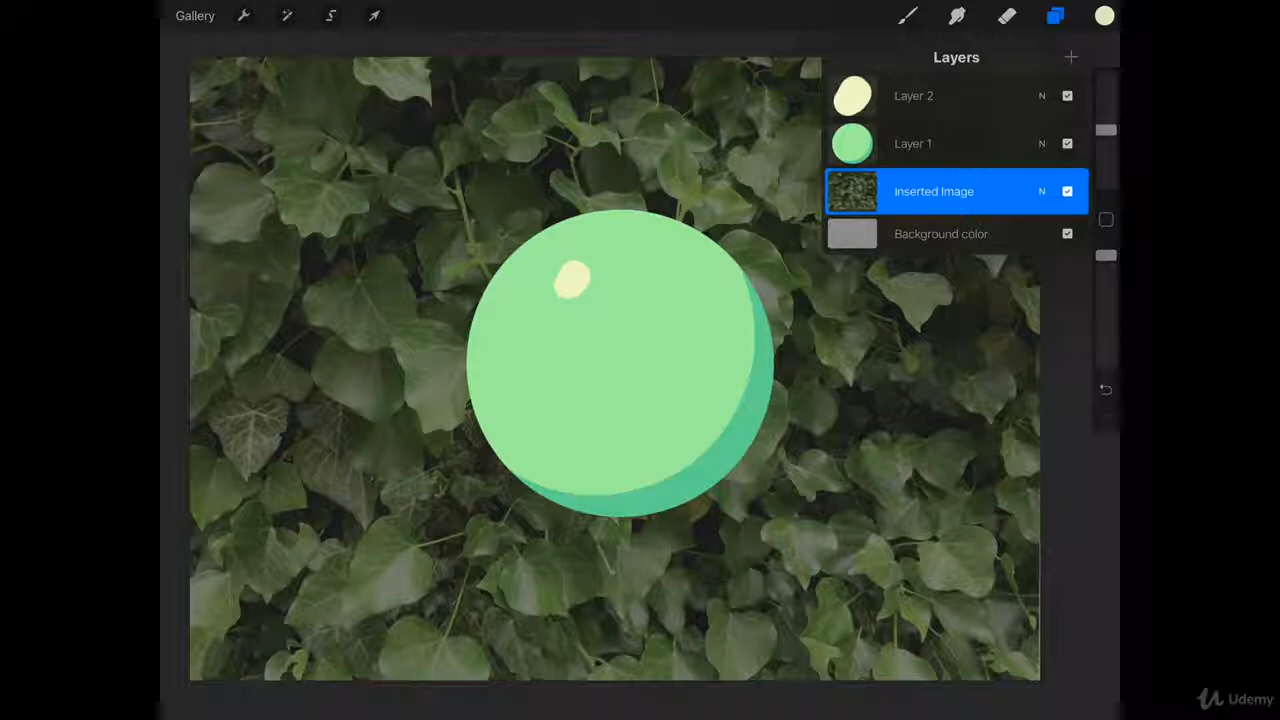 Gallery
Layers
Layer 2 N
Layer 1 N
Inserted Image N
Background color
Udemy